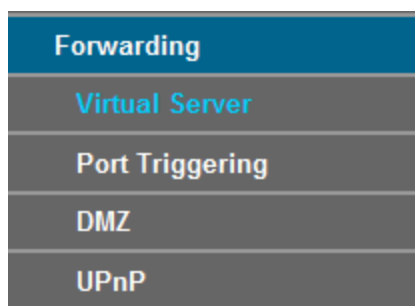 Forwarding
Virtual Server
Port Triggering
DMZ
UPnP